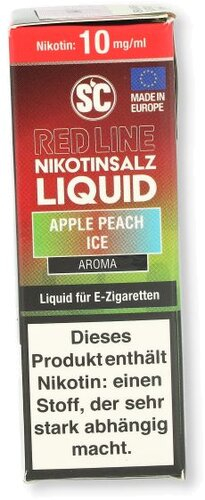 Nikotin: 10 mg/ml
SC
MADE IN
EUROPE
RED LINE
NIKOTINSALZ
LIQUID
APPLE PEACH
ICE
AROMA
Liquid für E-Zigaretten
Dieses
Produkt enthält
Nikotin: einen
Stoff, der sehr
stark abhängig
macht.